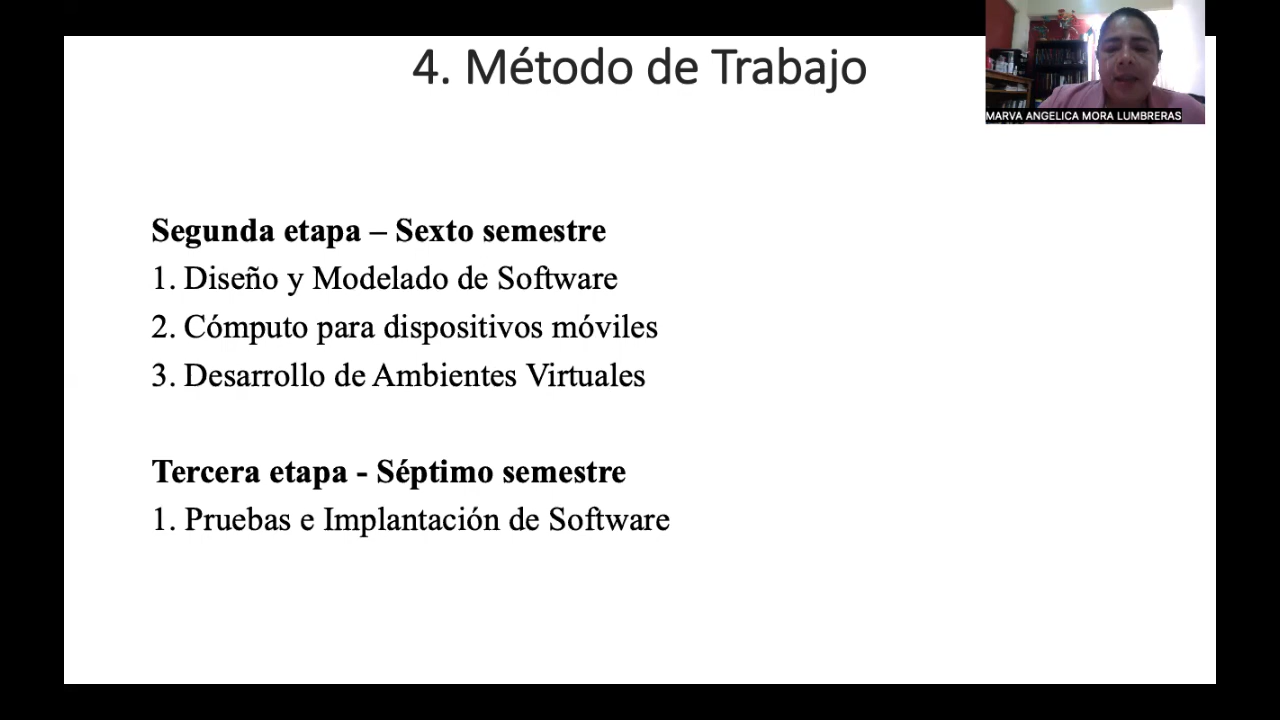 4. Método de Trabajo
MARVA ANGELICA MORA LUMBRERAS
Segunda etapa – Sexto semestre
1. Diseño y Modelado de Software
2. Cómputo para dispositivos móviles
3. Desarrollo de Ambientes Virtuales
Tercera etapa - Séptimo semestre
1. Pruebas e Implantación de Software